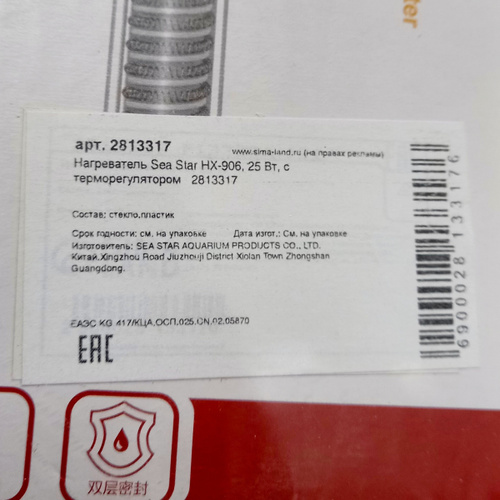 ter
арт. 2813317
www.sima-land.ru (на правах рекламы)
Нагреватель Sea Star HX-906, 25 Вт, с
терморегулятором 2813317
Состав: стекло,пластик
Срок годности: см. на упаковке Дата изгот.: См. на упаковке
Изготовитель: SEA STAR AQUARIUM PRODUCTS CO., LTD.
Китай,Xingzhou Road Jiuzhouji District Xiolan Town Zhongshan
Guangdong.
ЕАЭС KG 417/КЦА.ОСП.025.CN.02.05870
EAC
6900028133176
双层密封